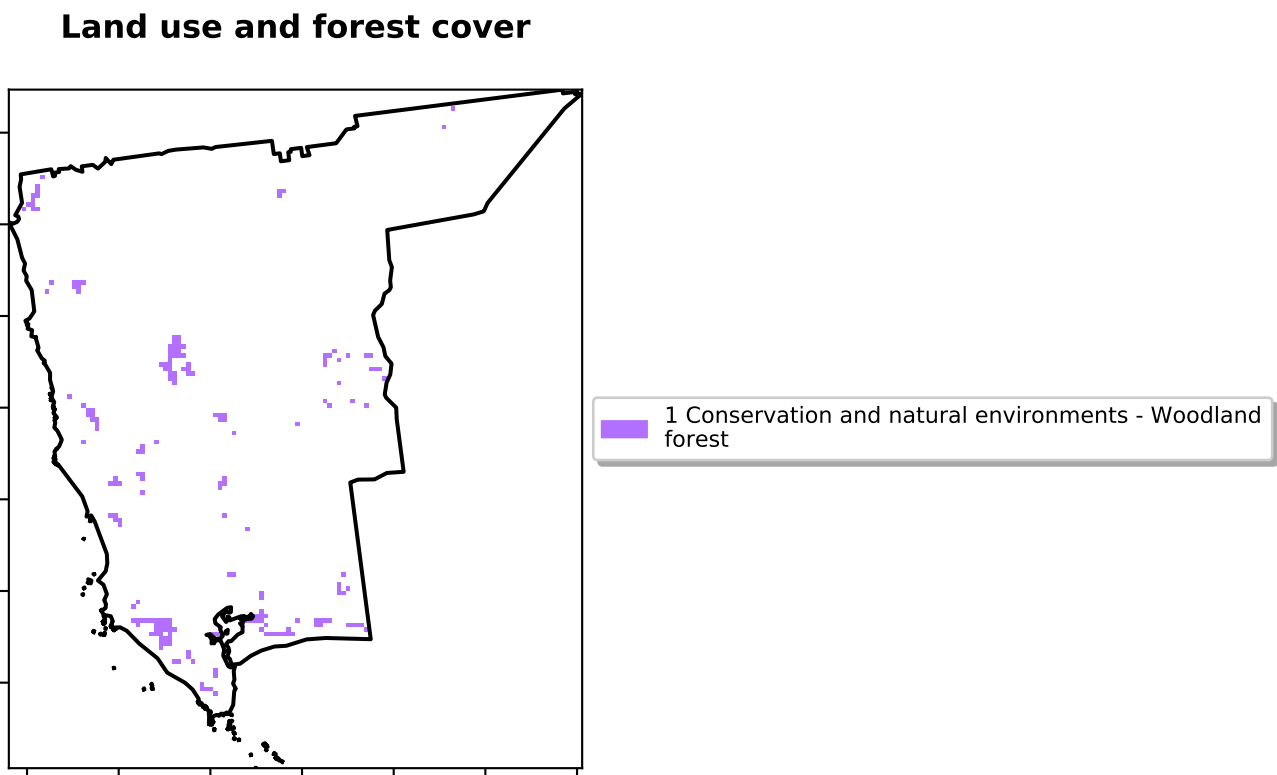 Land use and forest cover
1 Conservation and natural environments - Woodland
forest